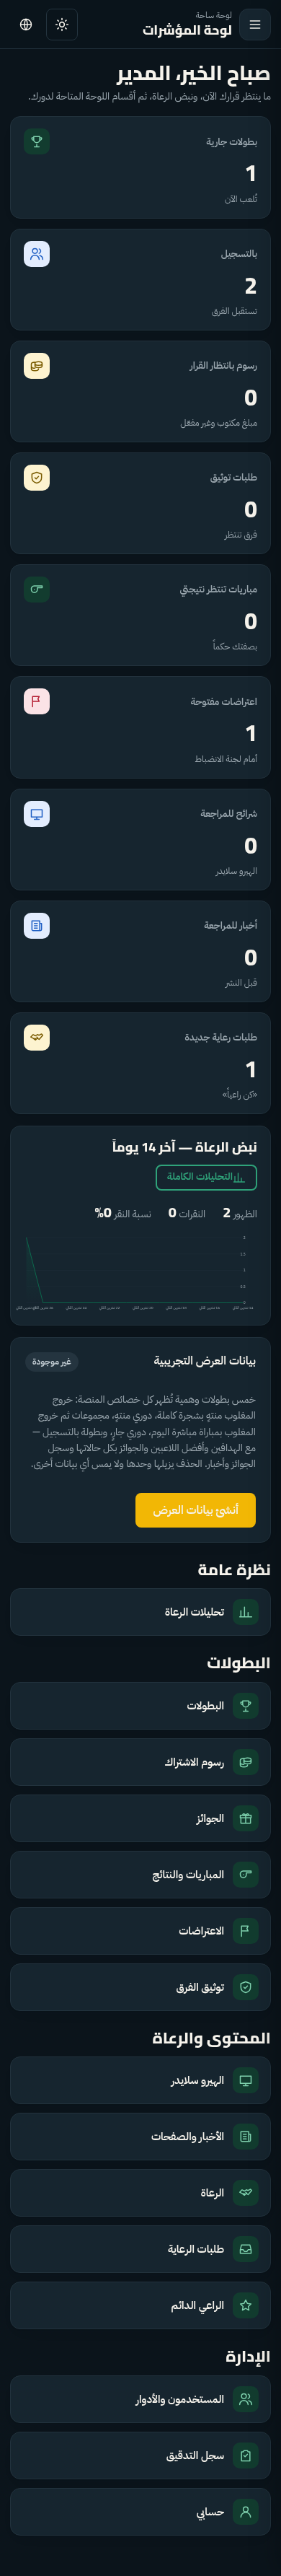 لوحة ساحة
لوحة المؤشرات
صباح الخير، المدير
ما ينتظر قرارك الآن، ونبض الرعاة، ثم أقسام اللوحة المتاحة لدورك.
بطولات جارية
1
تُلعب الآن
بالتسجيل
2
تستقبل الفرق
رسوم بانتظار القرار
0
مبلغ مكتوب وغير مفعّل
طلبات توثيق
0
فرق تنتظر
مباريات تنتظر نتيجتي
0
بصفتك حكماً
اعتراضات مفتوحة
1
أمام لجنة الانضباط
شرائح للمراجعة
0
الهيرو سلايدر
أخبار للمراجعة
0
قبل النشر
طلبات رعاية جديدة
1
«كن راعياً»
نبض الرعاة — آخر 14 يوماً
التحليلات الكاملة
الظهور 2 النقرات 0 نسبة النقر 0%
بيانات العرض التجريبية
غير موجودة
خمس بطولات وهمية تُظهر كل خصائص المنصة: خروج
المغلوب منتهٍ بشجرة كاملة، دوري منتهٍ، مجموعات ثم خروج
المغلوب بمباراة مباشرة اليوم، دوري جارٍ، وبطولة بالتسجيل —
مع الهدافين وأفضل اللاعبين والجوائز بكل حالاتها وسجل
الجوائز وأخبار. الحذف يزيلها وحدها ولا يمس أي بيانات أخرى.
أنشئ بيانات العرض
نظرة عامة
تحليلات الرعاة
البطولات
البطولات
رسوم الاشتراك
الجوائز
المباريات والنتائج
الاعتراضات
توثيق الفرق
المحتوى والرعاة
الهيرو سلايدر
الأخبار والصفحات
الرعاة
طلبات الرعاية
الراعي الدائم
الإدارة
المستخدمون والأدوار
سجل التدقيق
حسابي